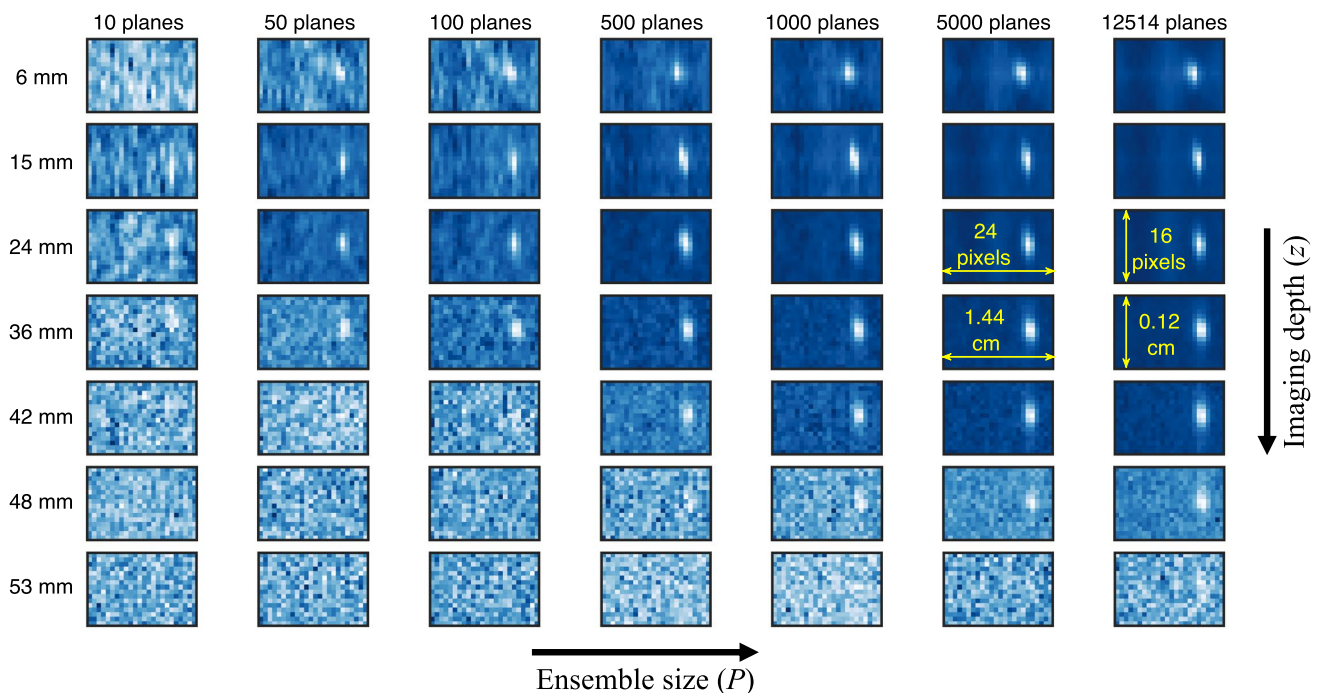 10 planes 50 planes 100 planes 500 planes 1000 planes 5000 planes 12514 planes
6 mm
15 mm
24 mm
24
pixels
16
pixels
36 mm
1.44
cm
0.12
cm
42 mm
48 mm
53 mm
Imaging depth (z)
Ensemble size (P)